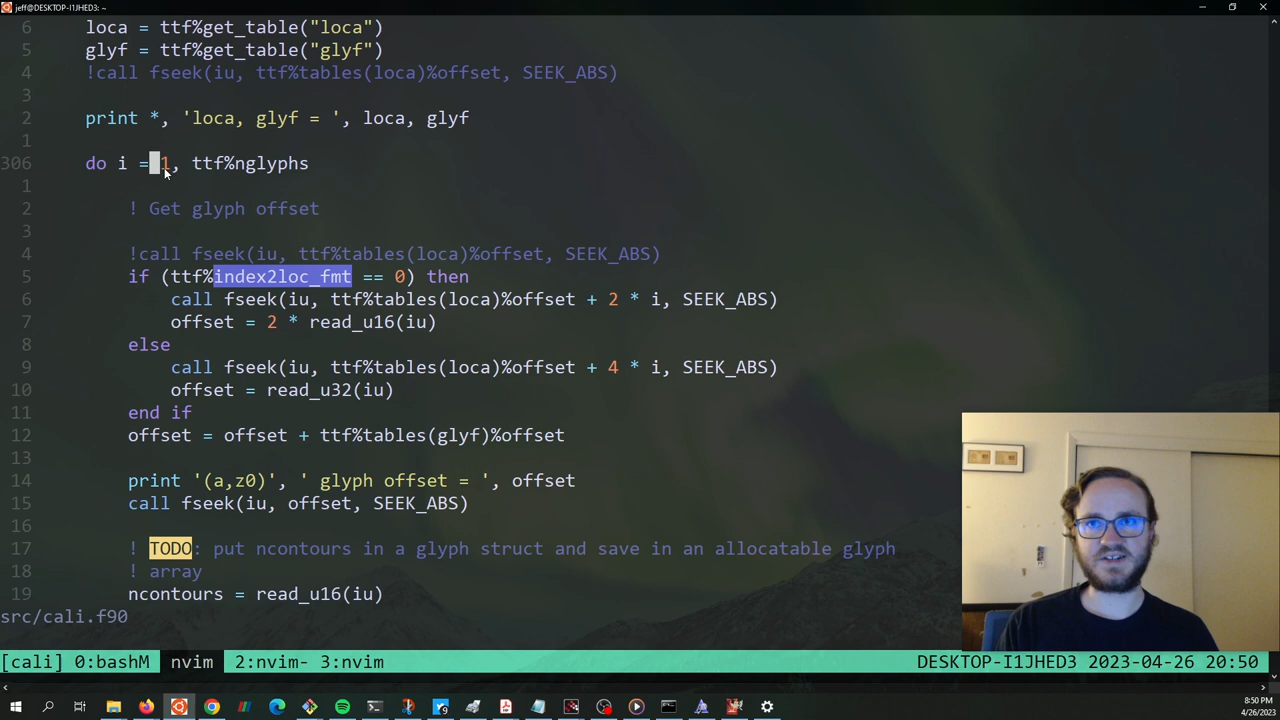 jeff@DESKTOP-I1JHED3: ~
6 loca = ttf%get_table("loca")
5 glyf = ttf%get_table("glyf")
4 !call fseek(iu, ttf%tables(loca)%offset, SEEK_ABS)
3
2 print *, 'loca, glyf = ', loca, glyf
1
306 do i = 1, ttf%nglyphs
1
2 ! Get glyph offset
3
4 !call fseek(iu, ttf%tables(loca)%offset, SEEK_ABS)
5 if (ttf%index2loc_fmt == 0) then
6 call fseek(iu, ttf%tables(loca)%offset + 2 * i, SEEK_ABS)
7 offset = 2 * read_u16(iu)
8 else
9 call fseek(iu, ttf%tables(loca)%offset + 4 * i, SEEK_ABS)
10 offset = read_u32(iu)
11 end if
12 offset = offset + ttf%tables(glyf)%offset
13
14 print '(a,z0)', ' glyph offset = ', offset
15 call fseek(iu, offset, SEEK_ABS)
16
17 ! TODO: put ncontours in a glyph struct and save in an allocatable glyph
18 ! array
19 ncontours = read_u16(iu)
src/cali.f90
[cali] 0:bashM nvim 2:nvim- 3:nvim DESKTOP-I1JHED3 2023-04-26 20:50
8:50 PM
4/26/2023